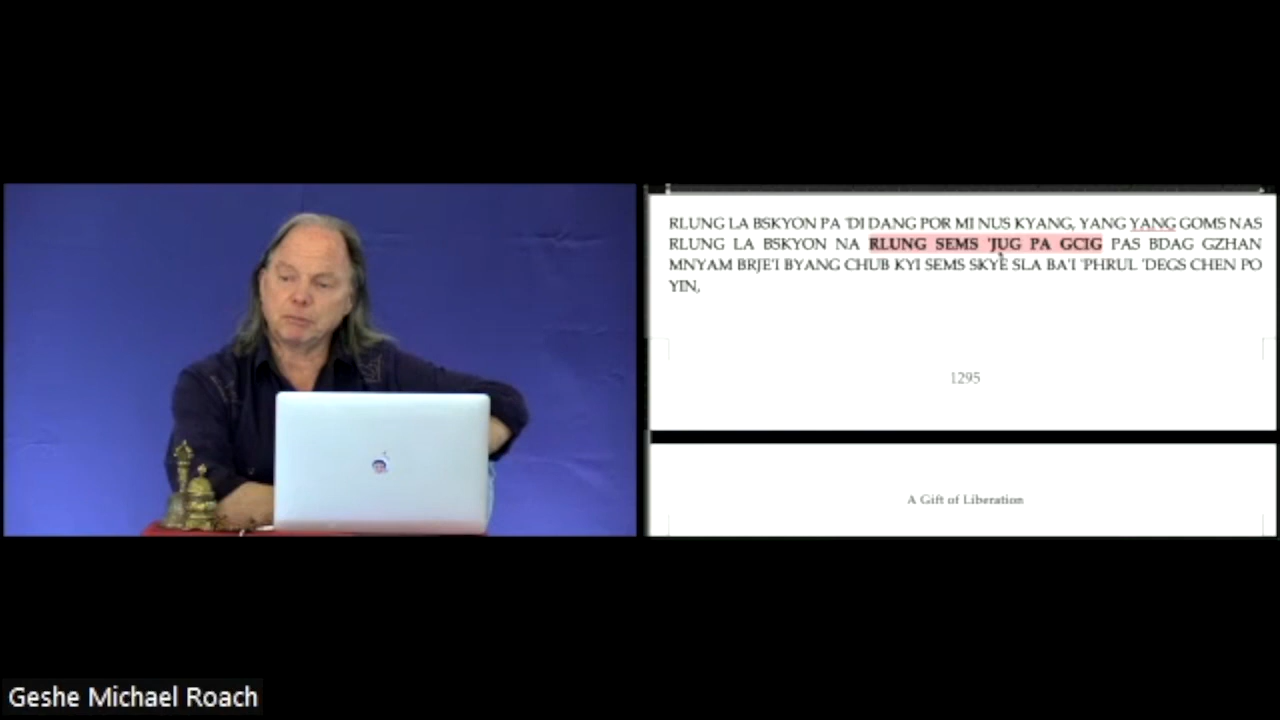 RLUNG LA BSKYON PA 'DI DANG POR MI NUS KYANG, YANG YANG GOMS NAS
RLUNG LA BSKYON NA RLUNG SEMS 'JUG PA GCIG PAS BDAG GZHAN
MNYAM BRJE'I BYANG CHUB KYI SEMS SKYE SLA BA'I 'PHRUL 'DEGS CHEN PO
YIN,
1295
A Gift of Liberation
Geshe Michael Roach